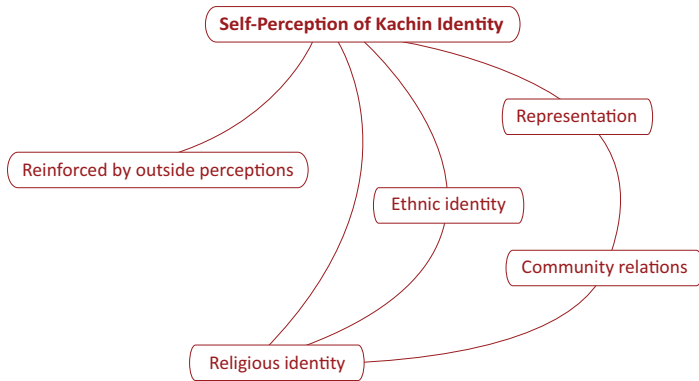 Self-Perception of Kachin Identity
Representation
Reinforced by outside perceptions
Ethnic identity
Community relations
Religious identity